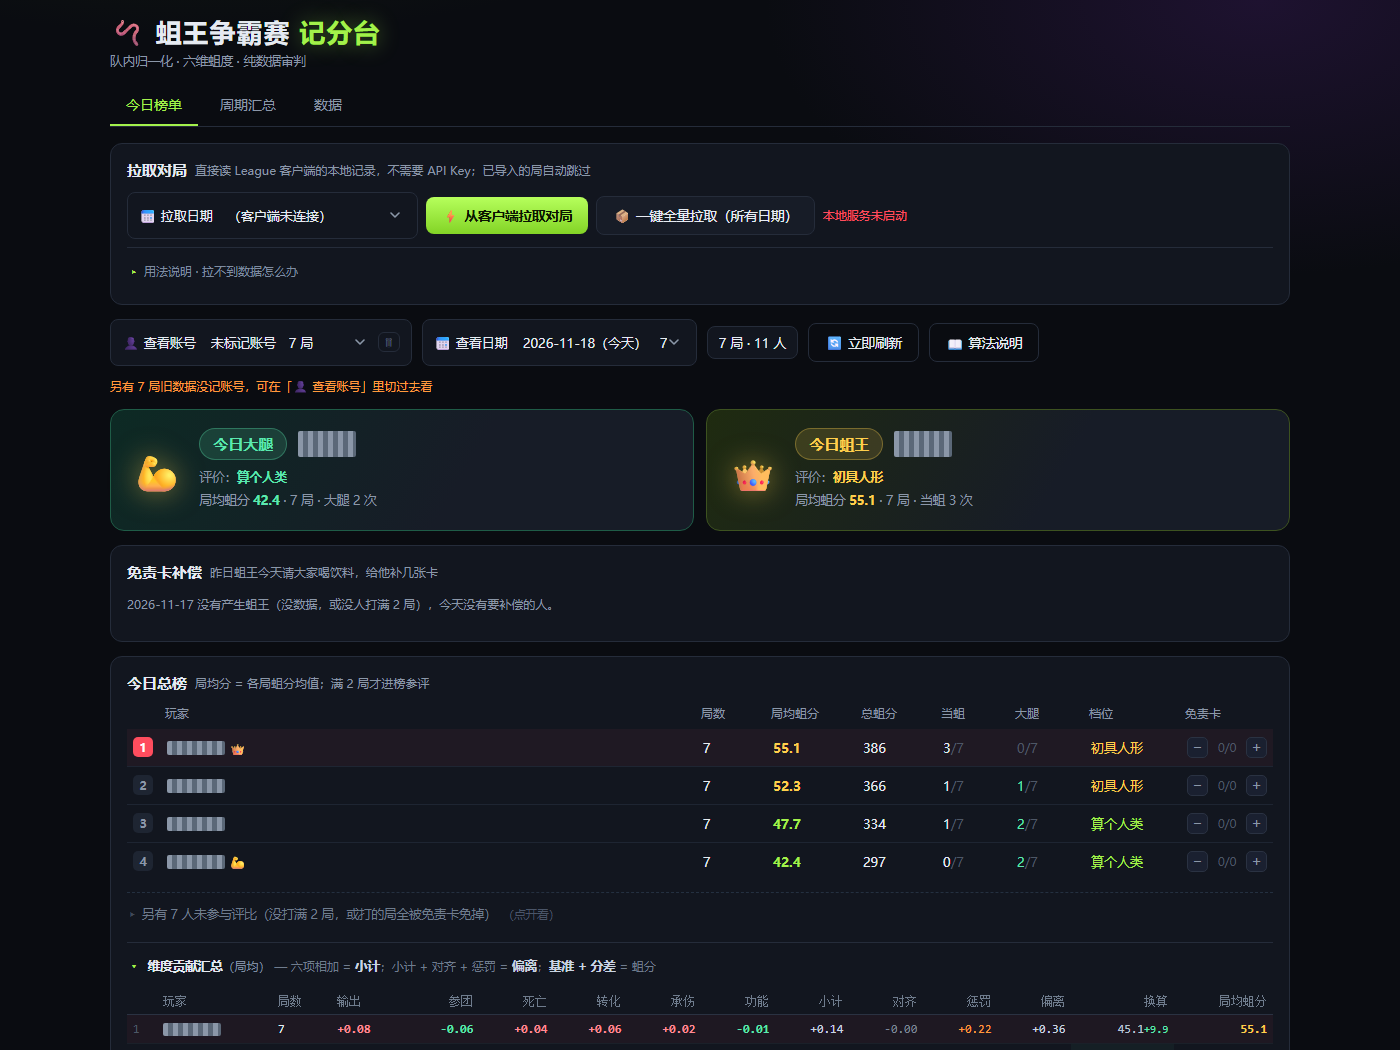 蛆王争霸赛 记分台
队内归一化 · 六维蛆度 · 纯数据审判
今日榜单 周期汇总 数据
拉取对局 直接读 League 客户端的本地记录，不需要 API Key；已导入的局自动跳过
拉取日期 （客户端未连接） 从客户端拉取对局 一键全量拉取（所有日期） 本地服务未启动
用法说明 · 拉不到数据怎么办
查看账号 未标记账号 7 局 查看日期 2026-11-18（今天） 7 7 局 · 11 人 立即刷新 算法说明
另有 7 局旧数据没记账号，可在「👤 查看账号」里切过去看
今日大腿
评价：算个人类
局均蛆分 42.4 · 7 局 · 大腿 2 次
今日蛆王
评价：初具人形
局均蛆分 55.1 · 7 局 · 当蛆 3 次
免责卡补偿 昨日蛆王今天请大家喝饮料，给他补几张卡
2026-11-17 没有产生蛆王（没数据，或没人打满 2 局），今天没有要补偿的人。
今日总榜 局均分 = 各局蛆分均值；满 2 局才进榜参评
玩家 局数 局均蛆分 总蛆分 当蛆 大腿 档位 免责卡
1 7 55.1 386 3/7 0/7 初具人形 − 0/0 +
2 7 52.3 366 1/7 1/7 初具人形 − 0/0 +
3 7 47.7 334 1/7 2/7 算个人类 − 0/0 +
4 7 42.4 297 0/7 2/7 算个人类 − 0/0 +
另有 7 人未参与评比（没打满 2 局，或打的局全被免责卡免掉） （点开看）
维度贡献汇总（局均） — 六项相加 = 小计；小计 + 对齐 + 惩罚 = 偏离；基准 + 分差 = 蛆分
玩家 局数 输出 参团 死亡 转化 承伤 功能 小计 对齐 惩罚 偏离 换算 局均蛆分
1 7 +0.08 -0.06 +0.04 +0.06 +0.02 -0.01 +0.14 -0.00 +0.22 +0.36 45.1+9.9 55.1